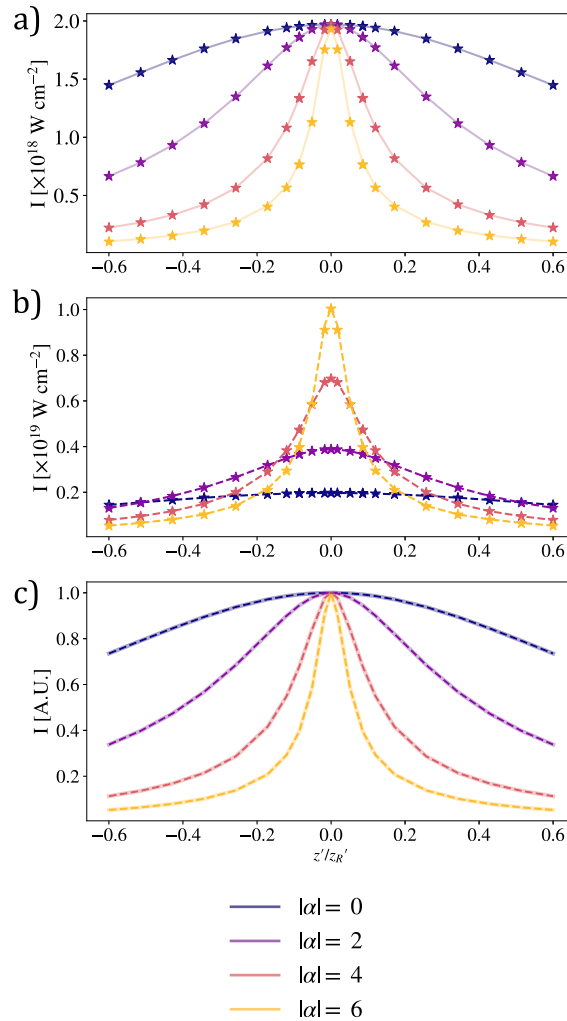 a)
2.0
1.5
1.0
0.5
I [×10¹⁸ W cm⁻²]
−0.6 −0.4 −0.2 0.0 0.2 0.4 0.6
b)
1.0
0.8
0.6
0.4
0.2
I [×10¹⁹ W cm⁻²]
−0.6 −0.4 −0.2 0.0 0.2 0.4 0.6
c)
1.0
0.8
0.6
0.4
0.2
I [A.U.]
−0.6 −0.4 −0.2 0.0 0.2 0.4 0.6
z′/z_R′
|α| = 0
|α| = 2
|α| = 4
|α| = 6